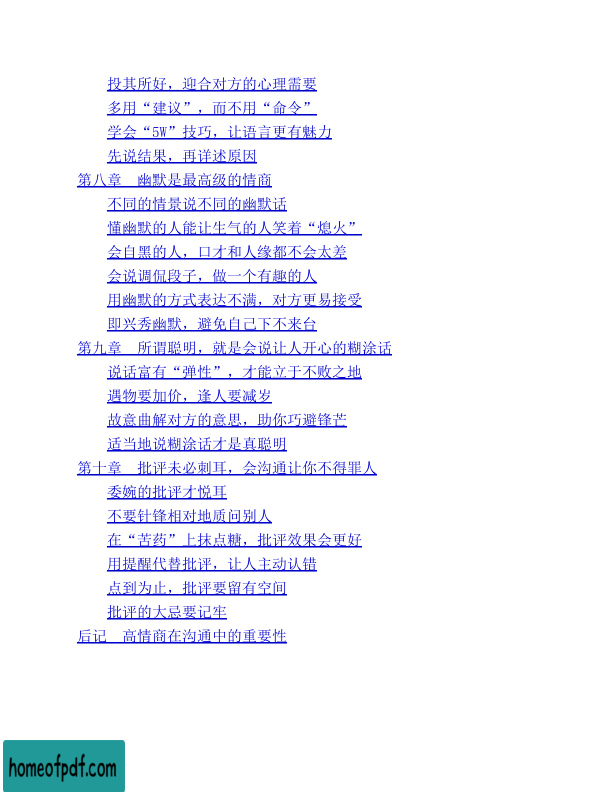 投其所好，迎合对方的心理需要
多用“建议”，而不用“命令”
学会“5W”技巧，让语言更有魅力
先说结果，再详述原因
第八章　幽默是最高级的情商
不同的情景说不同的幽默话
懂幽默的人能让生气的人笑着“熄火”
会自黑的人，口才和人缘都不会太差
会说调侃段子，做一个有趣的人
用幽默的方式表达不满，对方更易接受
即兴秀幽默，避免自己下不来台
第九章　所谓聪明，就是会说让人开心的糊涂话
说话富有“弹性”，才能立于不败之地
遇物要加价，逢人要减岁
故意曲解对方的意思，助你巧避锋芒
适当地说糊涂话才是真聪明
第十章　批评未必刺耳，会沟通让你不得罪人
委婉的批评才悦耳
不要针锋相对地质问别人
在“苦药”上抹点糖，批评效果会更好
用提醒代替批评，让人主动认错
点到为止，批评要留有空间
批评的大忌要记牢
后记　高情商在沟通中的重要性
homeofpdf.com